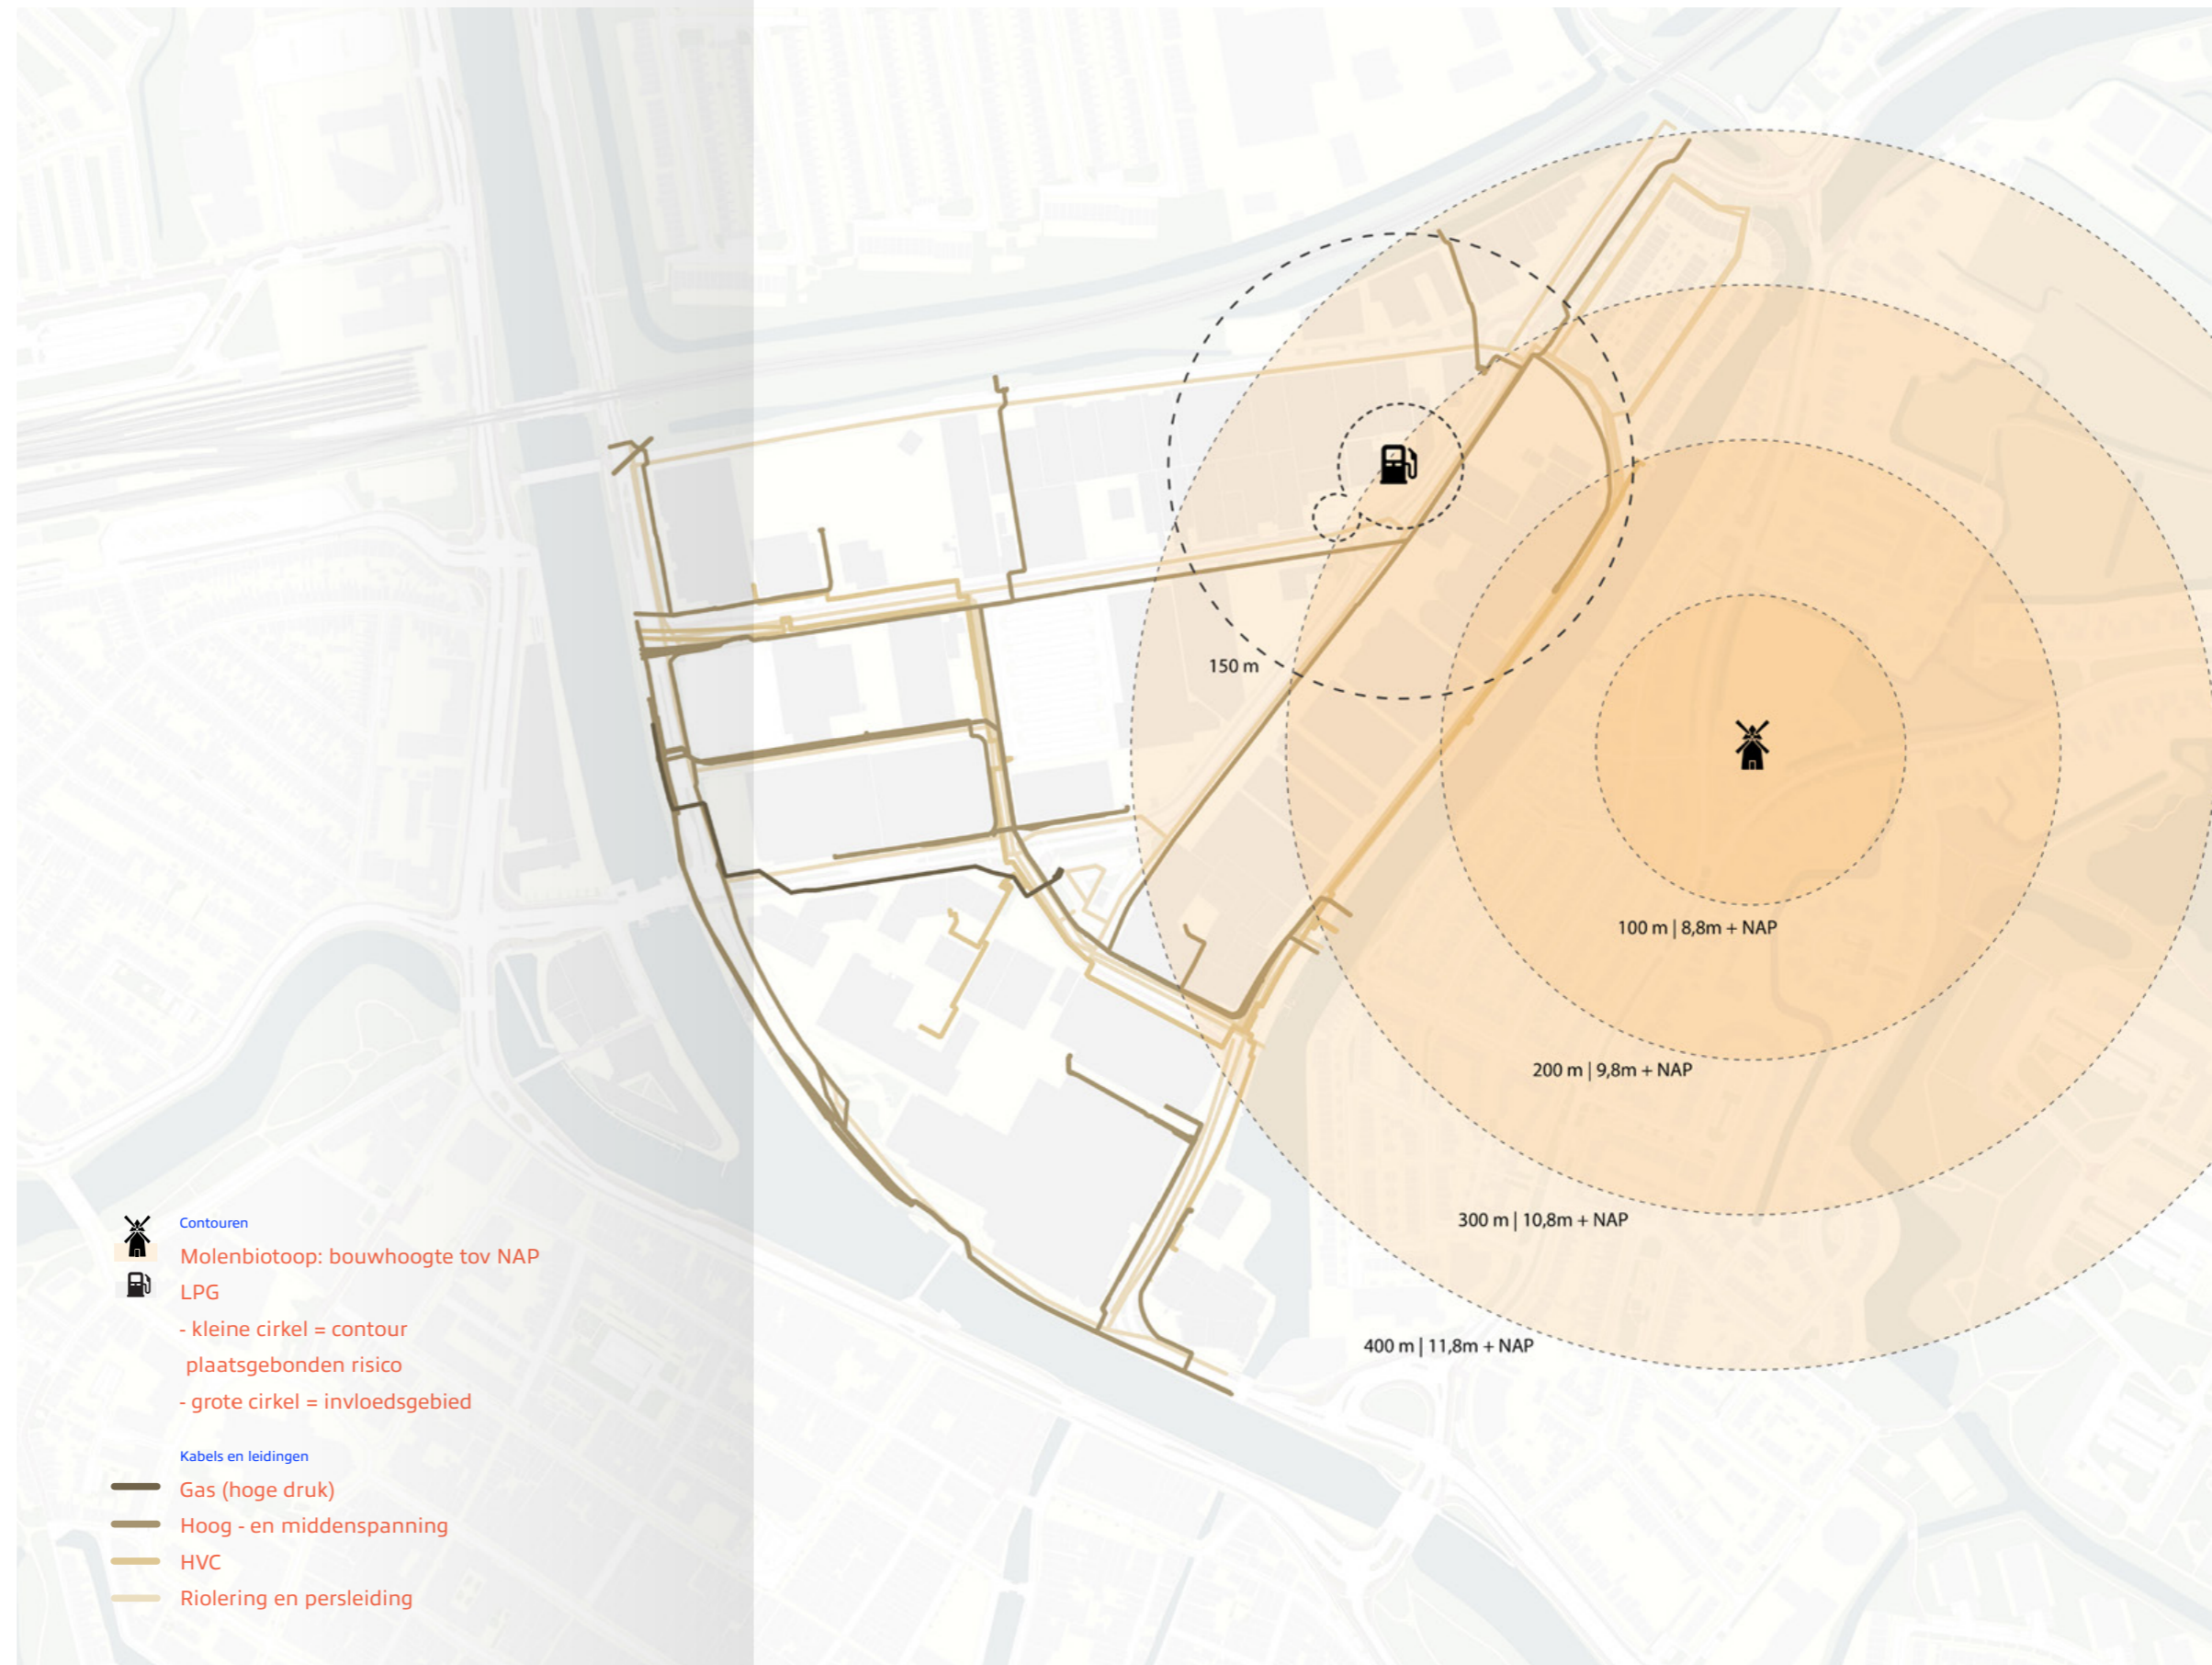 150 m
100 m | 8,8m + NAP
200 m | 9,8m + NAP
300 m | 10,8m + NAP
400 m | 11,8m + NAP
Contouren
Molenbiotoop: bouwhoogte tov NAP
LPG
- kleine cirkel = contour
plaatsgebonden risico
- grote cirkel = invloedsgebied
Kabels en leidingen
Gas (hoge druk)
Hoog - en middenspanning
HVC
Riolering en persleiding